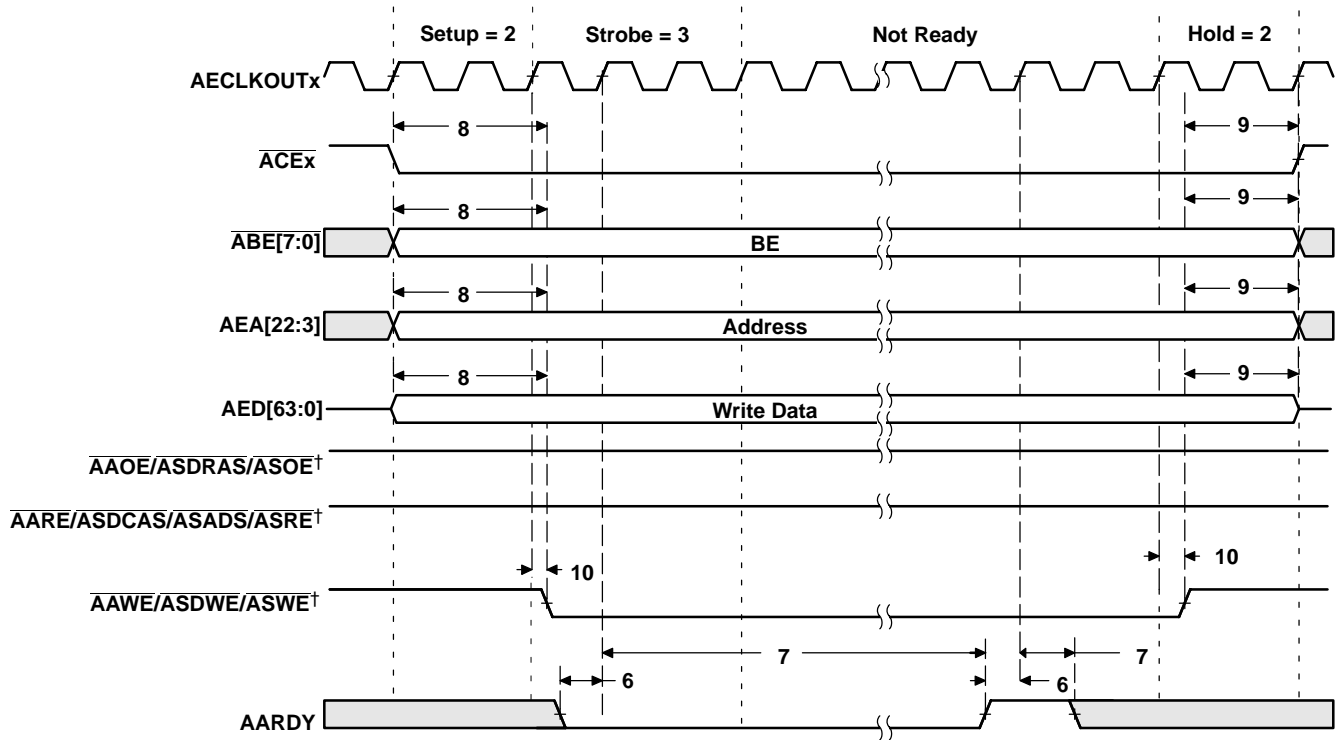 Setup = 2 Strobe = 3 Not Ready Hold = 2
AECLKOUTx
8 9
ACEx
8 9
ABE[7:0] BE
8 9
AEA[22:3] Address
8 9
AED[63:0] Write Data
AAOE/ASDRAS/ASOE†
AARE/ASDCAS/ASADS/ASRE†
10 10
AAWE/ASDWE/ASWE†
7 7
6 6
AARDY